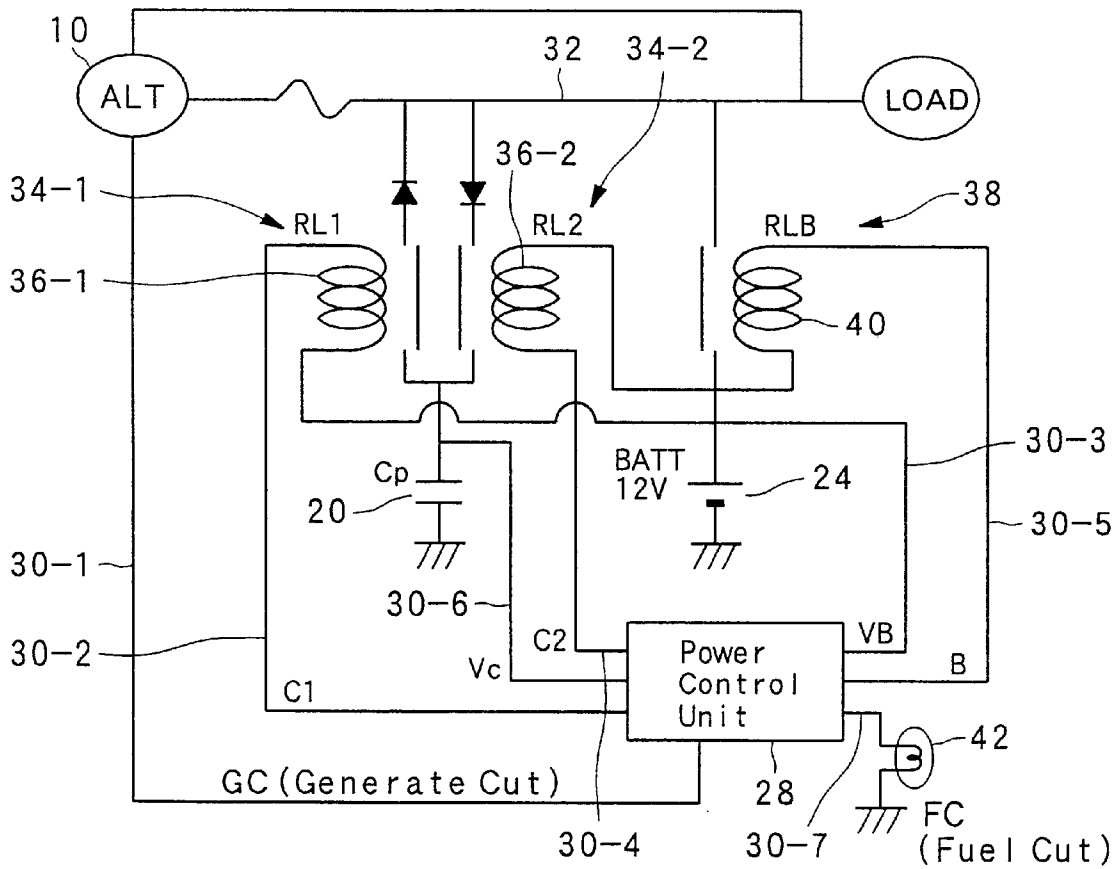 10
ALT
32
34-2
LOAD
36-2
34-1
RL1
RL2
RLB
38
36-1
40
30-3
Cp
20
BATT
12V
24
30-5
30-1
30-6
30-2
C2
VB
Vc
Power
Control
Unit
B
C1
42
GC (Generate Cut)
28
FC
(Fuel Cut)
30-4
30-7